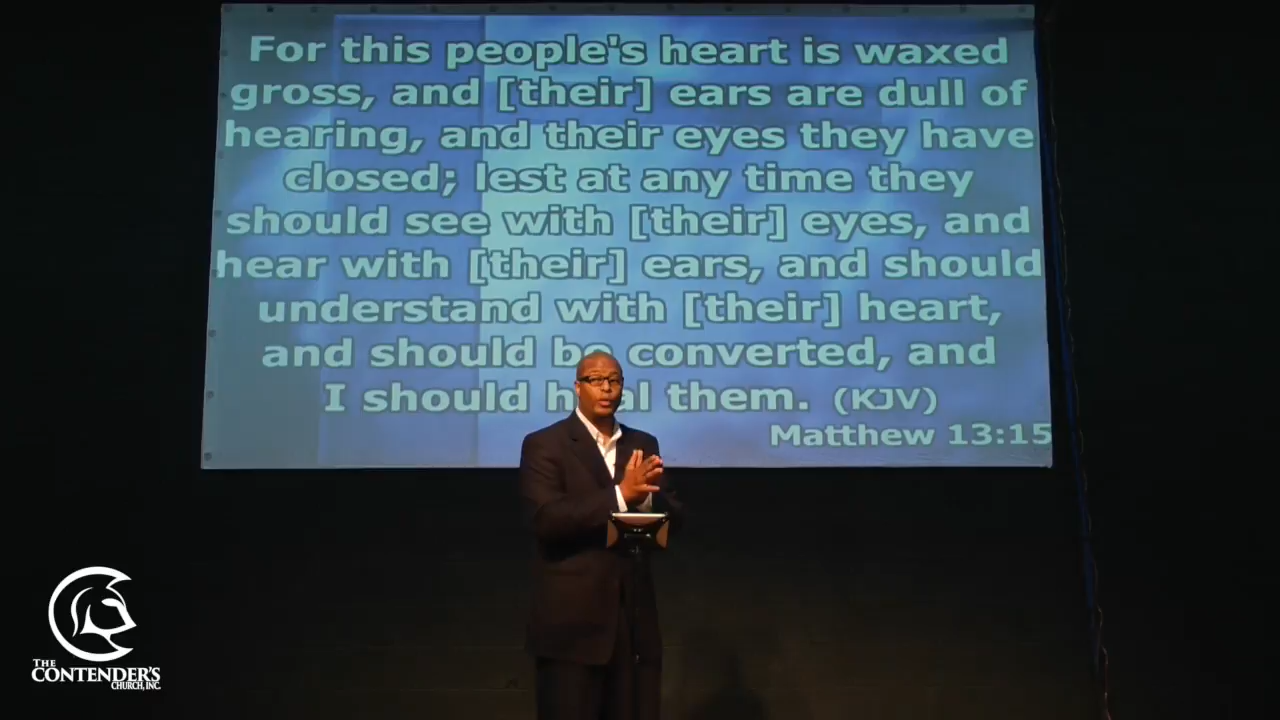 For this people's heart is waxed
gross, and [their] ears are dull of
hearing, and their eyes they have
closed; lest at any time they
should see with [their] eyes, and
hear with [their] ears, and should
understand with [their] heart,
and should be converted, and
I should heal them. (KJV)
Matthew 13:15
THE
CONTENDER'S
CHURCH, INC.